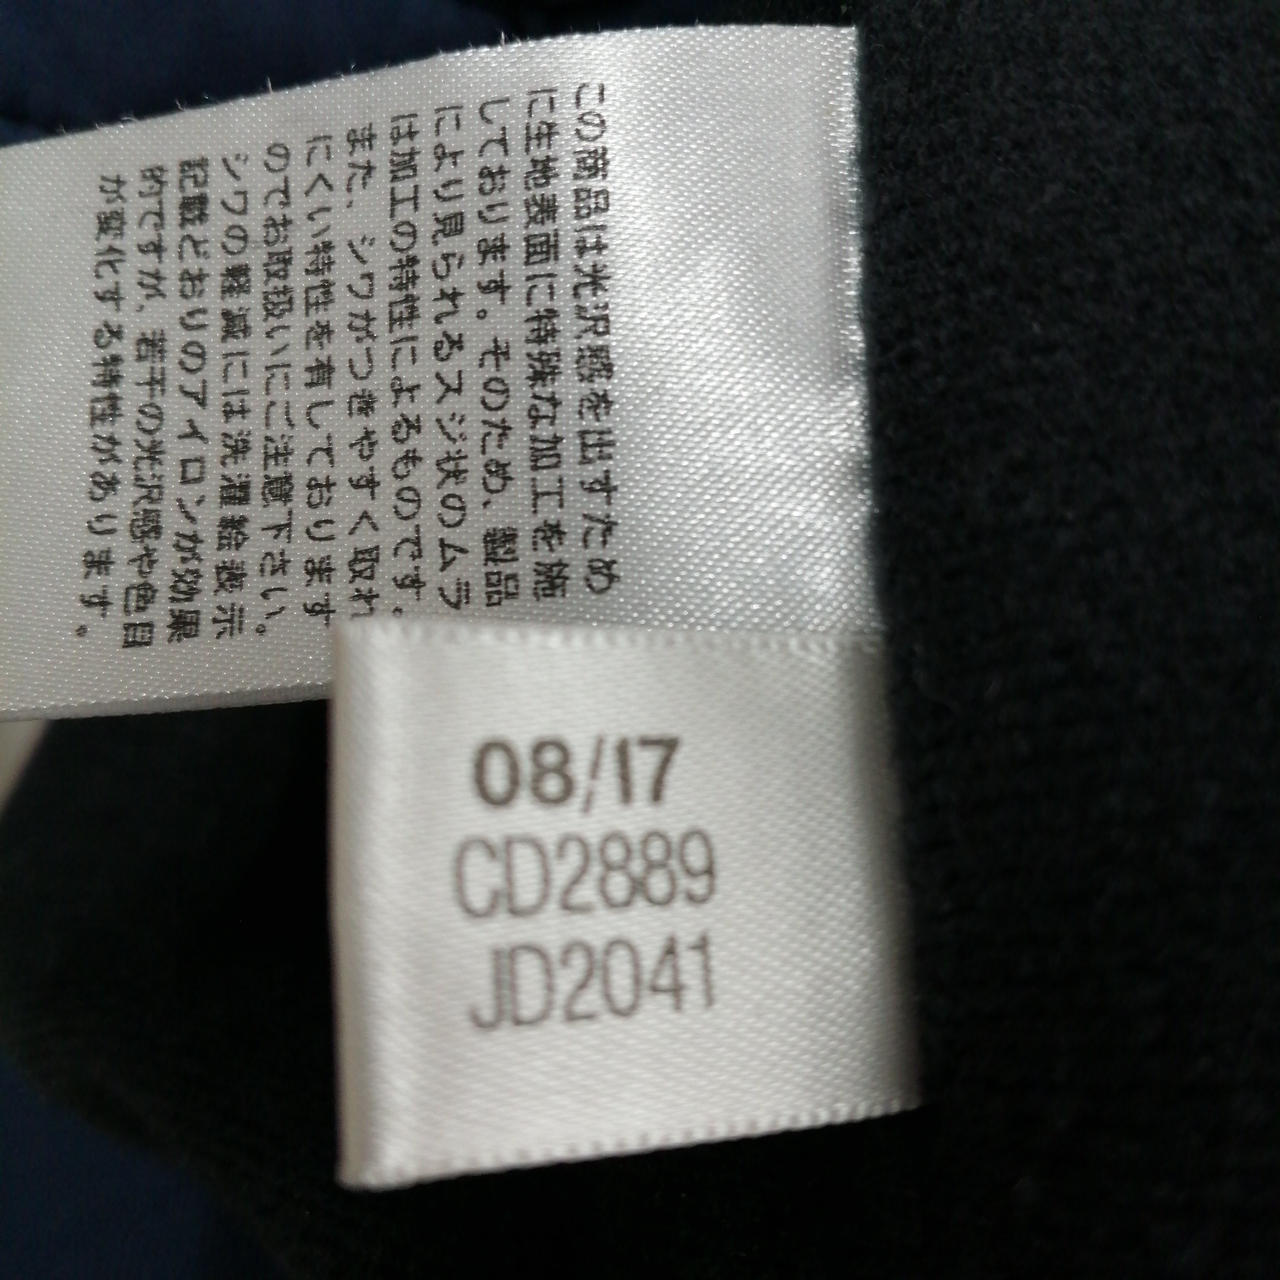 この商品は光沢感を出すため
に生地表面に特殊な加工を施
しております。そのため、製品
により見られるスジ状のムラ
は加工の特性によるものです。
また、シワがつきやすく取れ
にくい特性を有しております
のでお取扱いにご注意下さい。
シワの軽減には洗濯絵表示
記載どおりのアイロンが効果
的ですが、若干の光沢感や色目
が変化する特性があります。
08/17
CD2889
JD2041